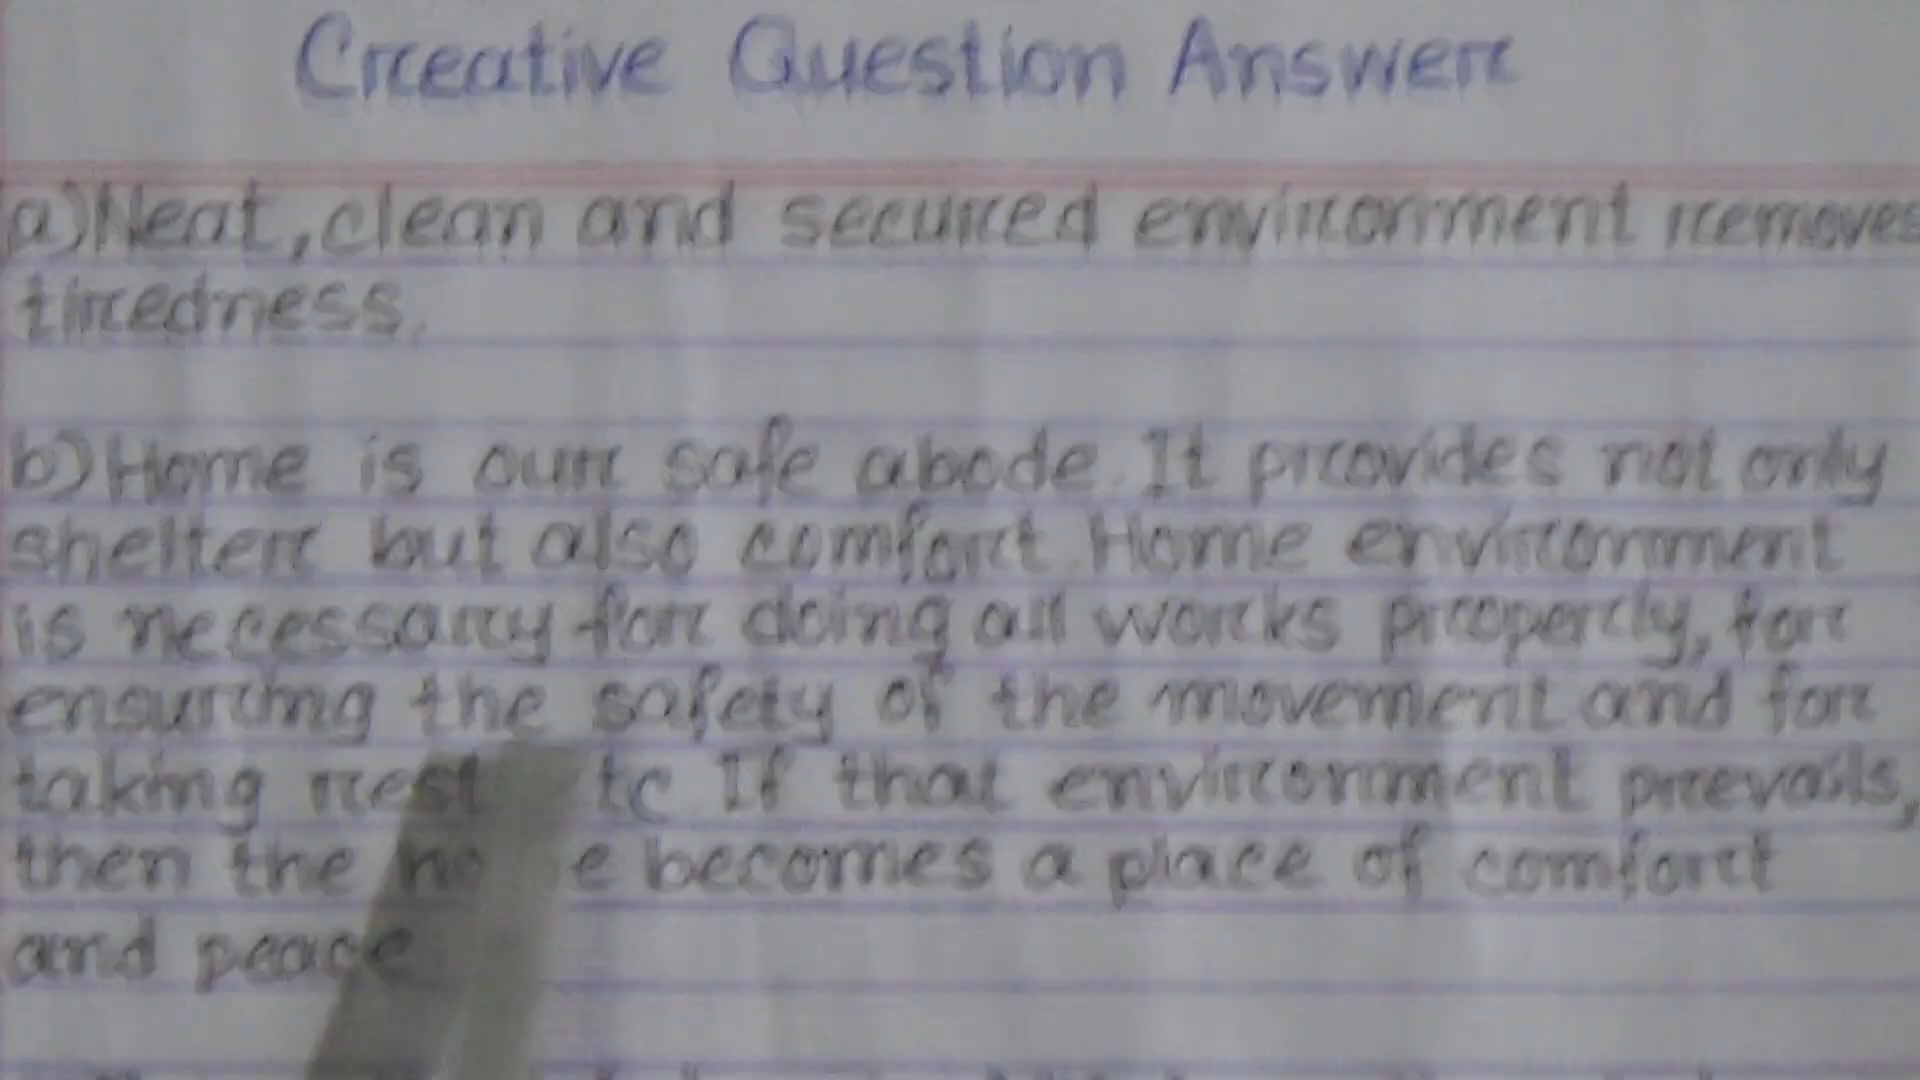 Creative Question Answer
a) Neat, clean and secured environment removes
tiredness.
b) Home is our safe abode. It provides not only
shelter but also comfort. Home environment
is necessary for doing all works properly, for
ensuring the safety of the movement and for
taking rest tc If that environment prevails,
then the ho e becomes a place of comfort
and peace